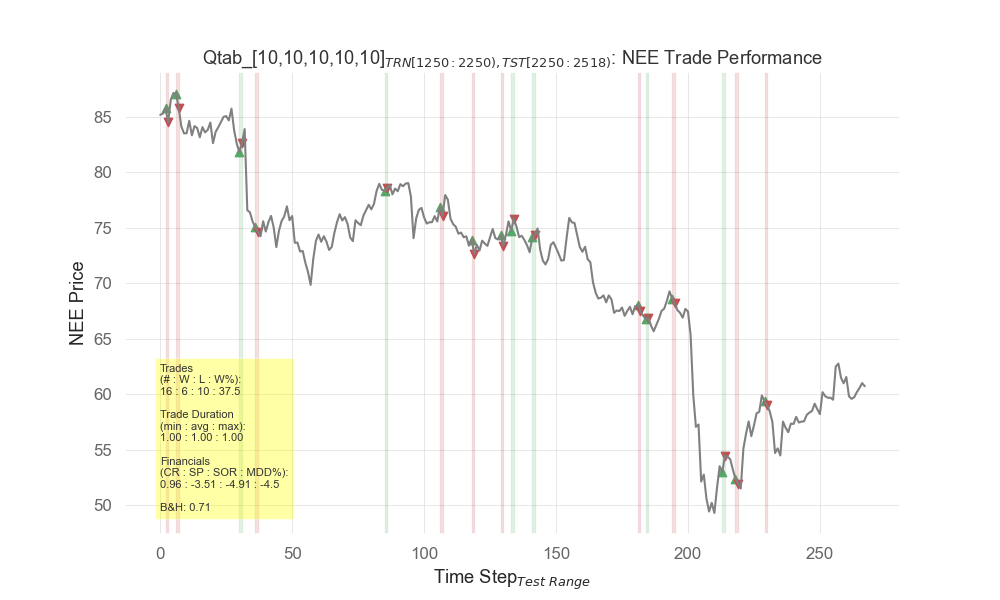 Qtab_[10,10,10,10,10]TRN[1250:2250),TST[2250:2518): NEE Trade Performance
NEE Price
85
80
75
70
65
60
55
50
Trades
(# : W : L : W%):
16 : 6 : 10 : 37.5
Trade Duration
(min : avg : max):
1.00 : 1.00 : 1.00
Financials
(CR : SP : SOR : MDD%):
0.96 : -3.51 : -4.91 : -4.5
B&H: 0.71
0 50 100 150 200 250
Time StepTest Range